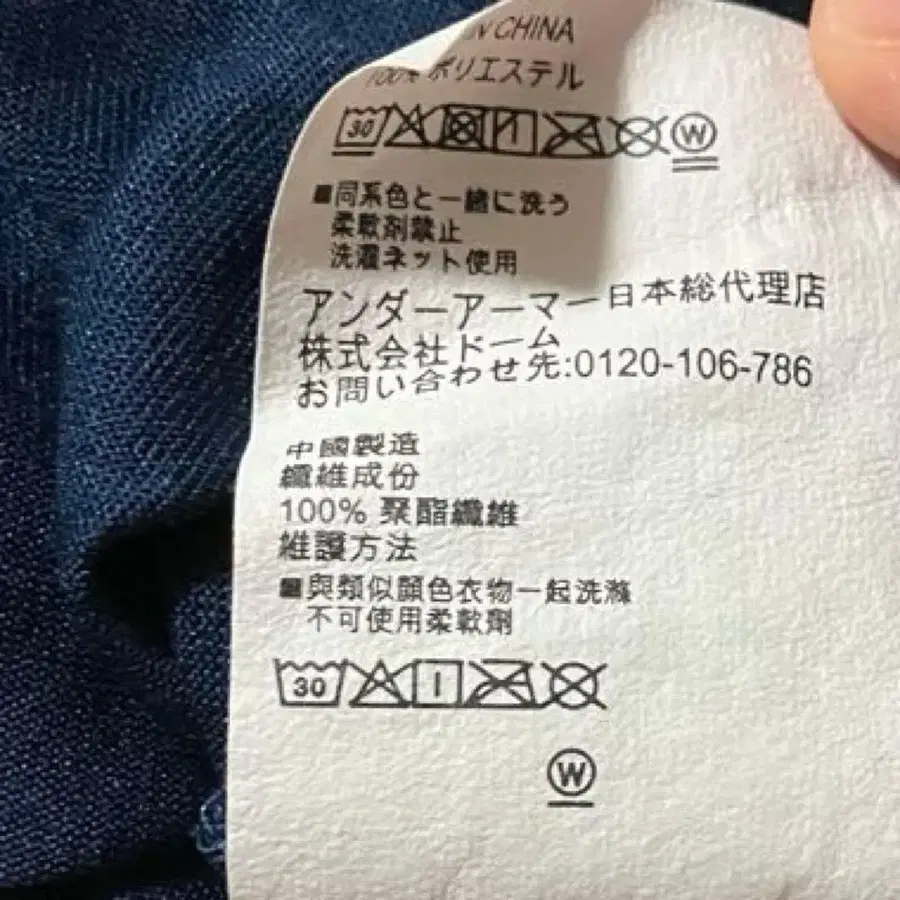 IN CHINA
100% ポリエステル
30 W
■同系色と一緒に洗う
柔軟剤禁止
洗濯ネット使用
アンダーアーマー日本総代理店
株式会社ドーム
お問い合わせ先:0120-106-786
中國製造
纖維成份
100% 聚酯纖維
維護方法
■與類似顏色衣物一起洗滌
不可使用柔軟劑
30
W